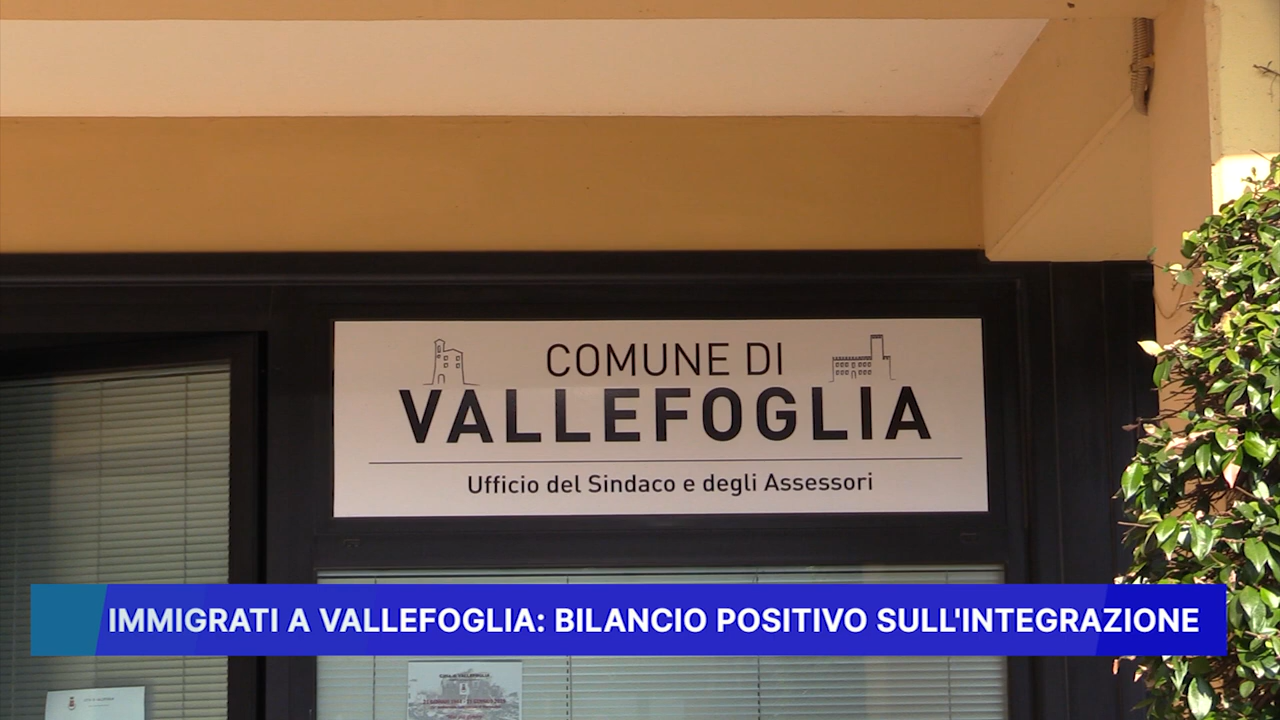 COMUNE DI
VALLEFOGLIA
Ufficio del Sindaco e degli Assessori
IMMIGRATI A VALLEFOGLIA: BILANCIO POSITIVO SULL'INTEGRAZIONE